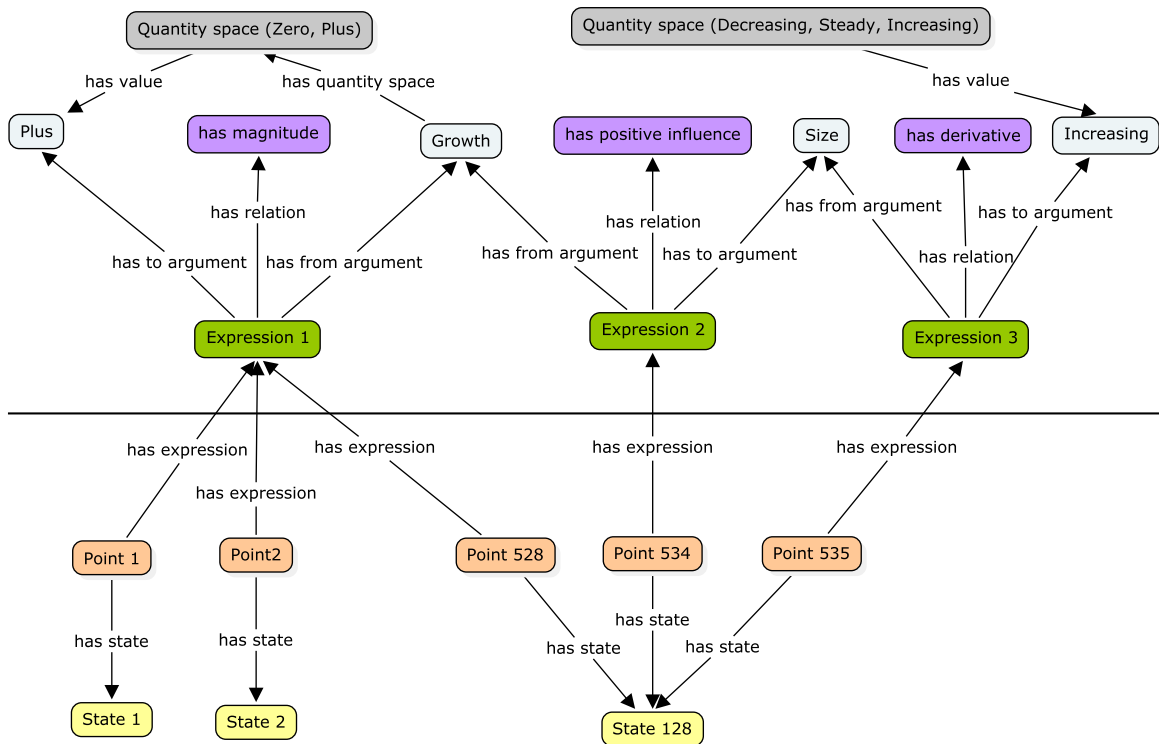 Quantity space (Zero, Plus)
Quantity space (Decreasing, Steady, Increasing)
has value
has quantity space
has value
Plus
has magnitude
Growth
has positive influence
Size
has derivative
Increasing
has relation
has relation
has from argument
has to argument
has to argument
has from argument
has from argument
has to argument
has relation
Expression 1
Expression 2
Expression 3
has expression
has expression
has expression
has expression
has expression
Point 1
Point2
Point 528
Point 534
Point 535
has state
has state
has state
has state
has state
State 1
State 2
State 128